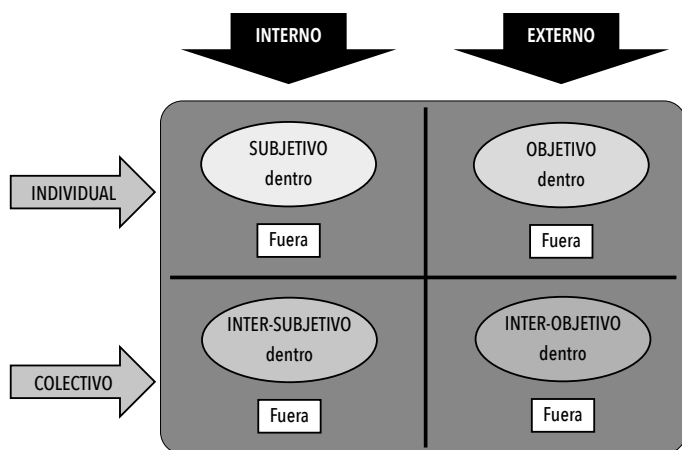 INTERNO
EXTERNO
SUBJETIVO
dentro
OBJETIVO
dentro
INDIVIDUAL
Fuera
Fuera
INTER-SUBJETIVO
dentro
INTER-OBJETIVO
dentro
COLECTIVO
Fuera
Fuera